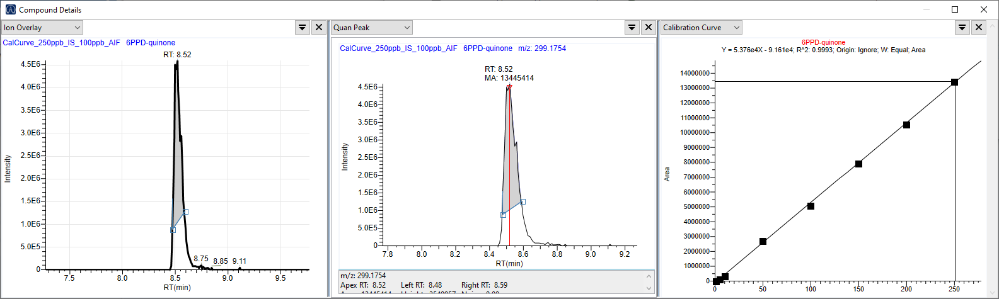 Compound Details
Ion Overlay
CalCurve_250ppb_IS_100ppb_AIF 6PPD-quinone
RT: 8.52
4.5E6
4.0E6
3.5E6
3.0E6
2.5E6
2.0E6
1.5E6
1.0E6
5.0E5
0
Intensity
8.75 8.85 9.11
7.5 8.0 8.5 9.0 9.5
RT(min)
Quan Peak
CalCurve_250ppb_IS_100ppb_AIF 6PPD-quinone m/z: 299.1754
RT: 8.52
MA: 13445414
4.5E6
4.0E6
3.5E6
3.0E6
2.5E6
2.0E6
1.5E6
1.0E6
5.0E5
0
Intensity
7.8 8.0 8.2 8.4 8.6 8.8 9.0 9.2
RT(min)
m/z: 299.1754
Apex RT: 8.52 Left RT: 8.48 Right RT: 8.59
Calibration Curve
6PPD-quinone
Y = 5.376e4X - 9.161e4; R^2: 0.9993; Origin: Ignore; W: Equal; Area
14000000
13000000
12000000
11000000
10000000
9000000
8000000
7000000
6000000
5000000
4000000
3000000
2000000
1000000
0
Area
0 50 100 150 200 250